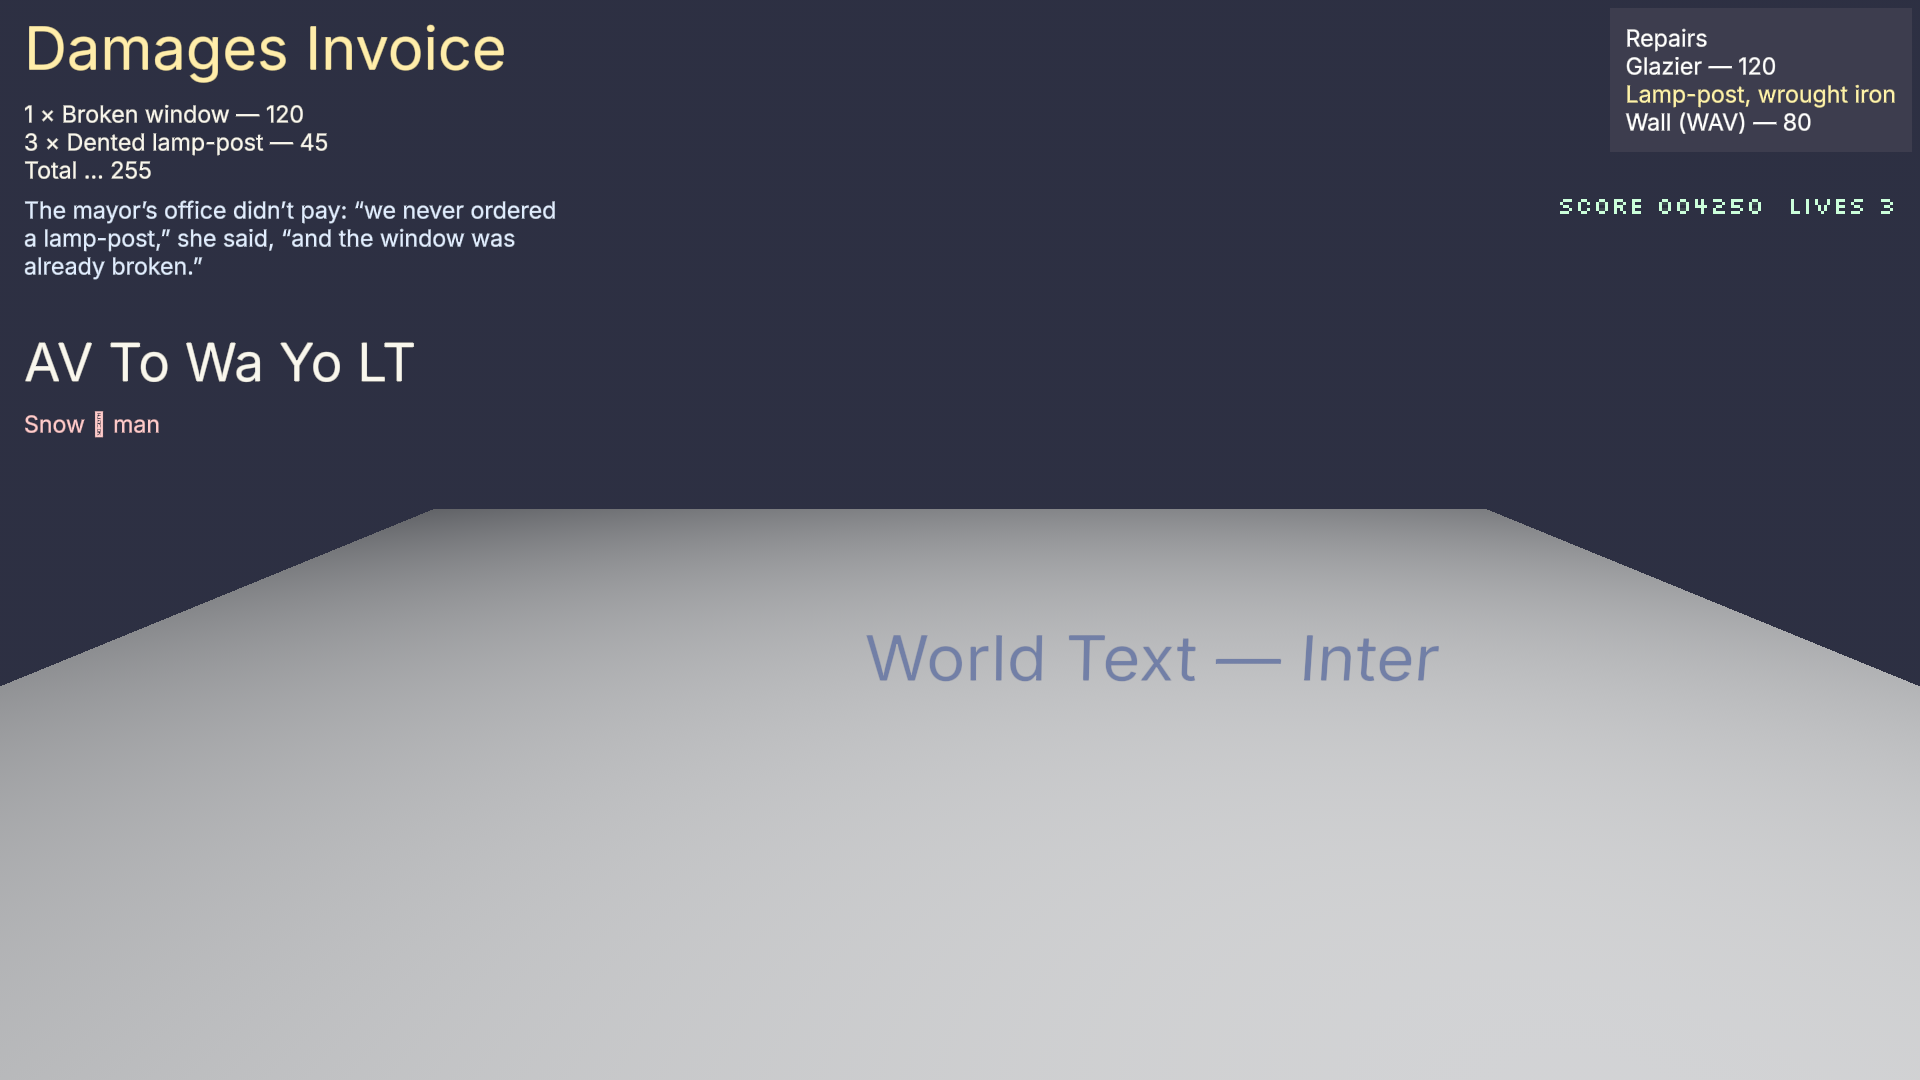 Damages Invoice
1 × Broken window — 120
3 × Dented lamp-post — 45
Total ... 255
The mayor’s office didn’t pay: “we never ordered
a lamp-post,” she said, “and the window was
already broken.”
AV To Wa Yo LT
Snow man
Repairs
Glazier — 120
Lamp-post, wrought iron
Wall (WAV) — 80
SCORE 004250 LIVES 3
World Text — Inter